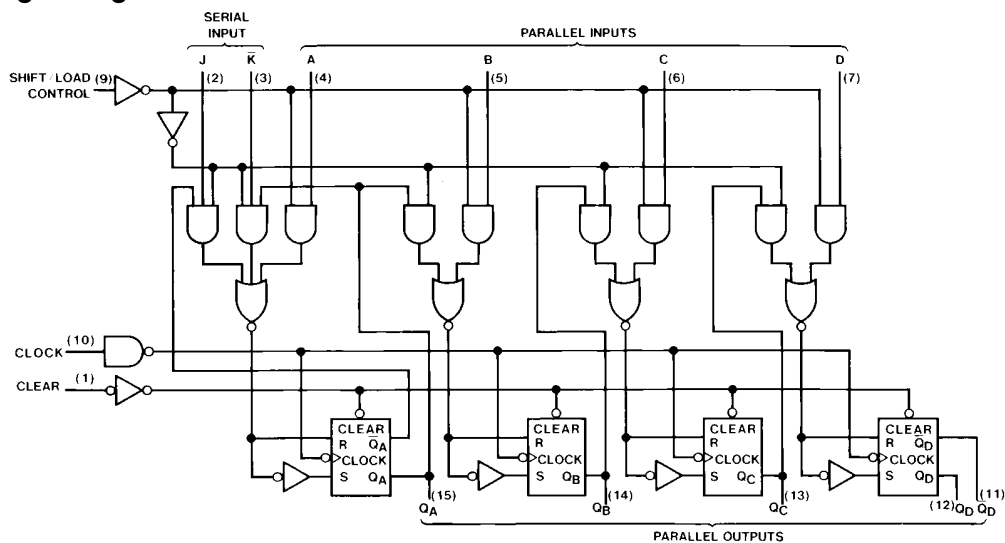 SERIAL
INPUT
PARALLEL INPUTS
J K̅ A B C D
SHIFT/LOAD (9) (2) (3) (4) (5) (6) (7)
CONTROL
CLOCK (10)
CLEAR (1)
CLEAR CLEAR CLEAR CLEAR
R Q̅A R R R Q̅D
CLOCK CLOCK CLOCK CLOCK
S QA S QB S QC S QD
(15) (14) (13) (12) (11)
QA QB QC QD Q̅D
PARALLEL OUTPUTS